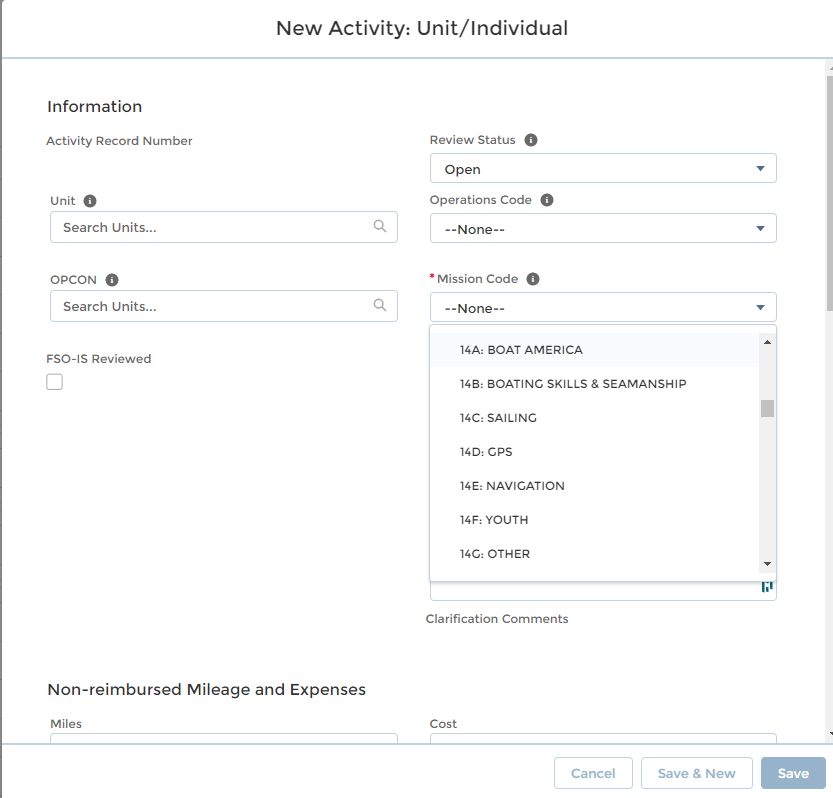 New Activity: Unit/Individual
Information
Activity Record Number
Review Status
Open
Unit
Search Units...
Operations Code
--None--
OPCON
Search Units...
*Mission Code
--None--
14A: BOAT AMERICA
14B: BOATING SKILLS & SEAMANSHIP
14C: SAILING
14D: GPS
14E: NAVIGATION
14F: YOUTH
14G: OTHER
FSO-IS Reviewed
Clarification Comments
Non-reimbursed Mileage and Expenses
Miles
Cost
Cancel
Save & New
Save